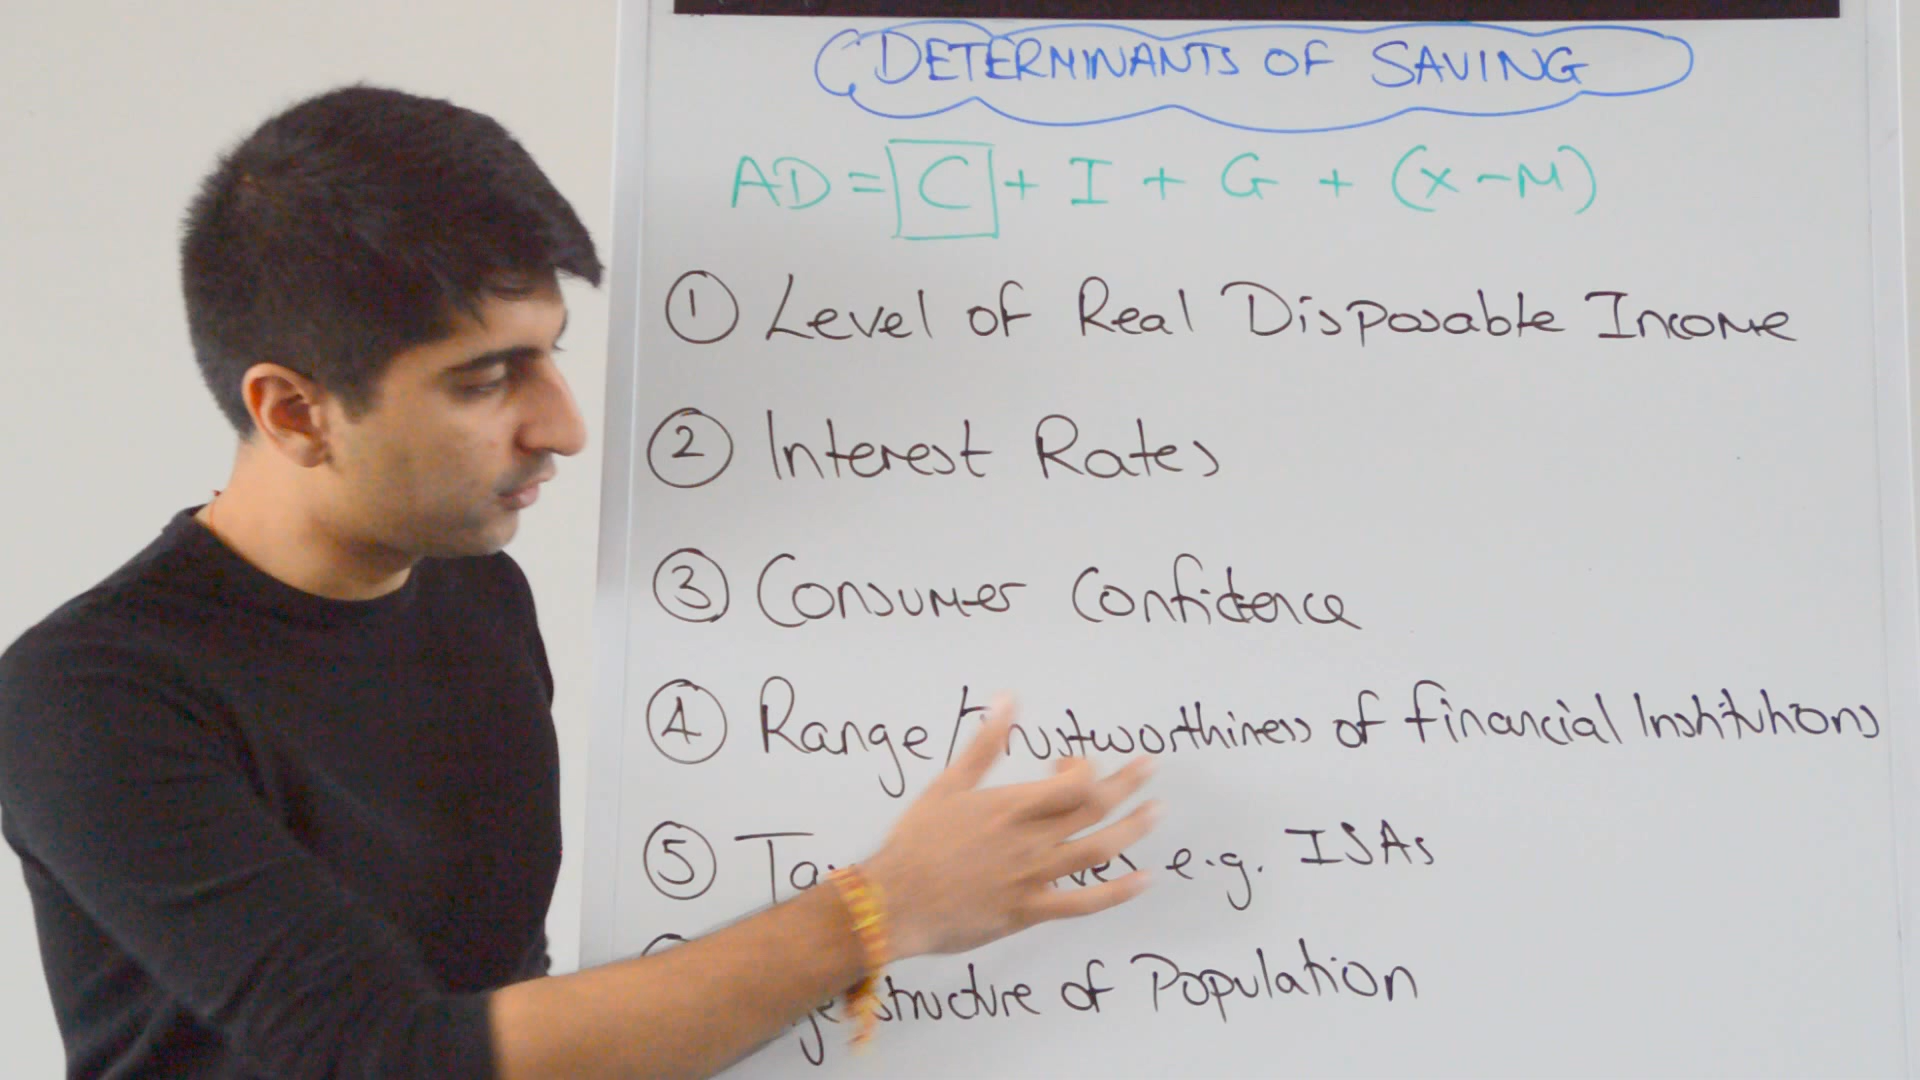 DETERMINANTS OF SAVING
AD = C + I + G + (X - M)
1 Level of Real Disposable Income
2 Interest Rates
3 Consumer Confidence
4 Range/Trustworthiness of Financial Institutions
5 e.g. ISAs
structure of Population